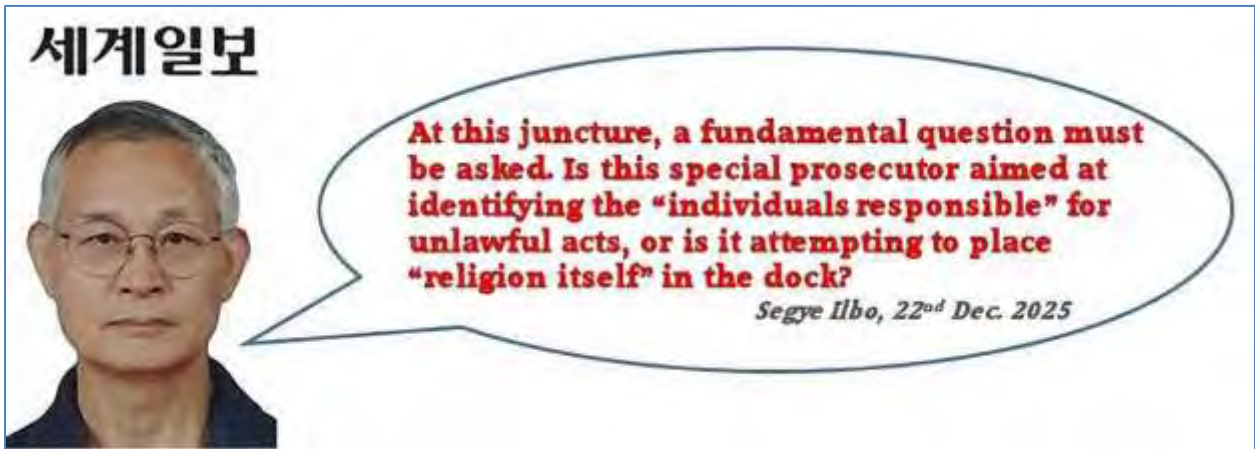 세계일보
At this juncture, a fundamental question must
be asked. Is this special prosecutor aimed at
identifying the “individuals responsible” for
unlawful acts, or is it attempting to place
“religion itself” in the dock?
Segye Ilbo, 22nd Dec. 2025